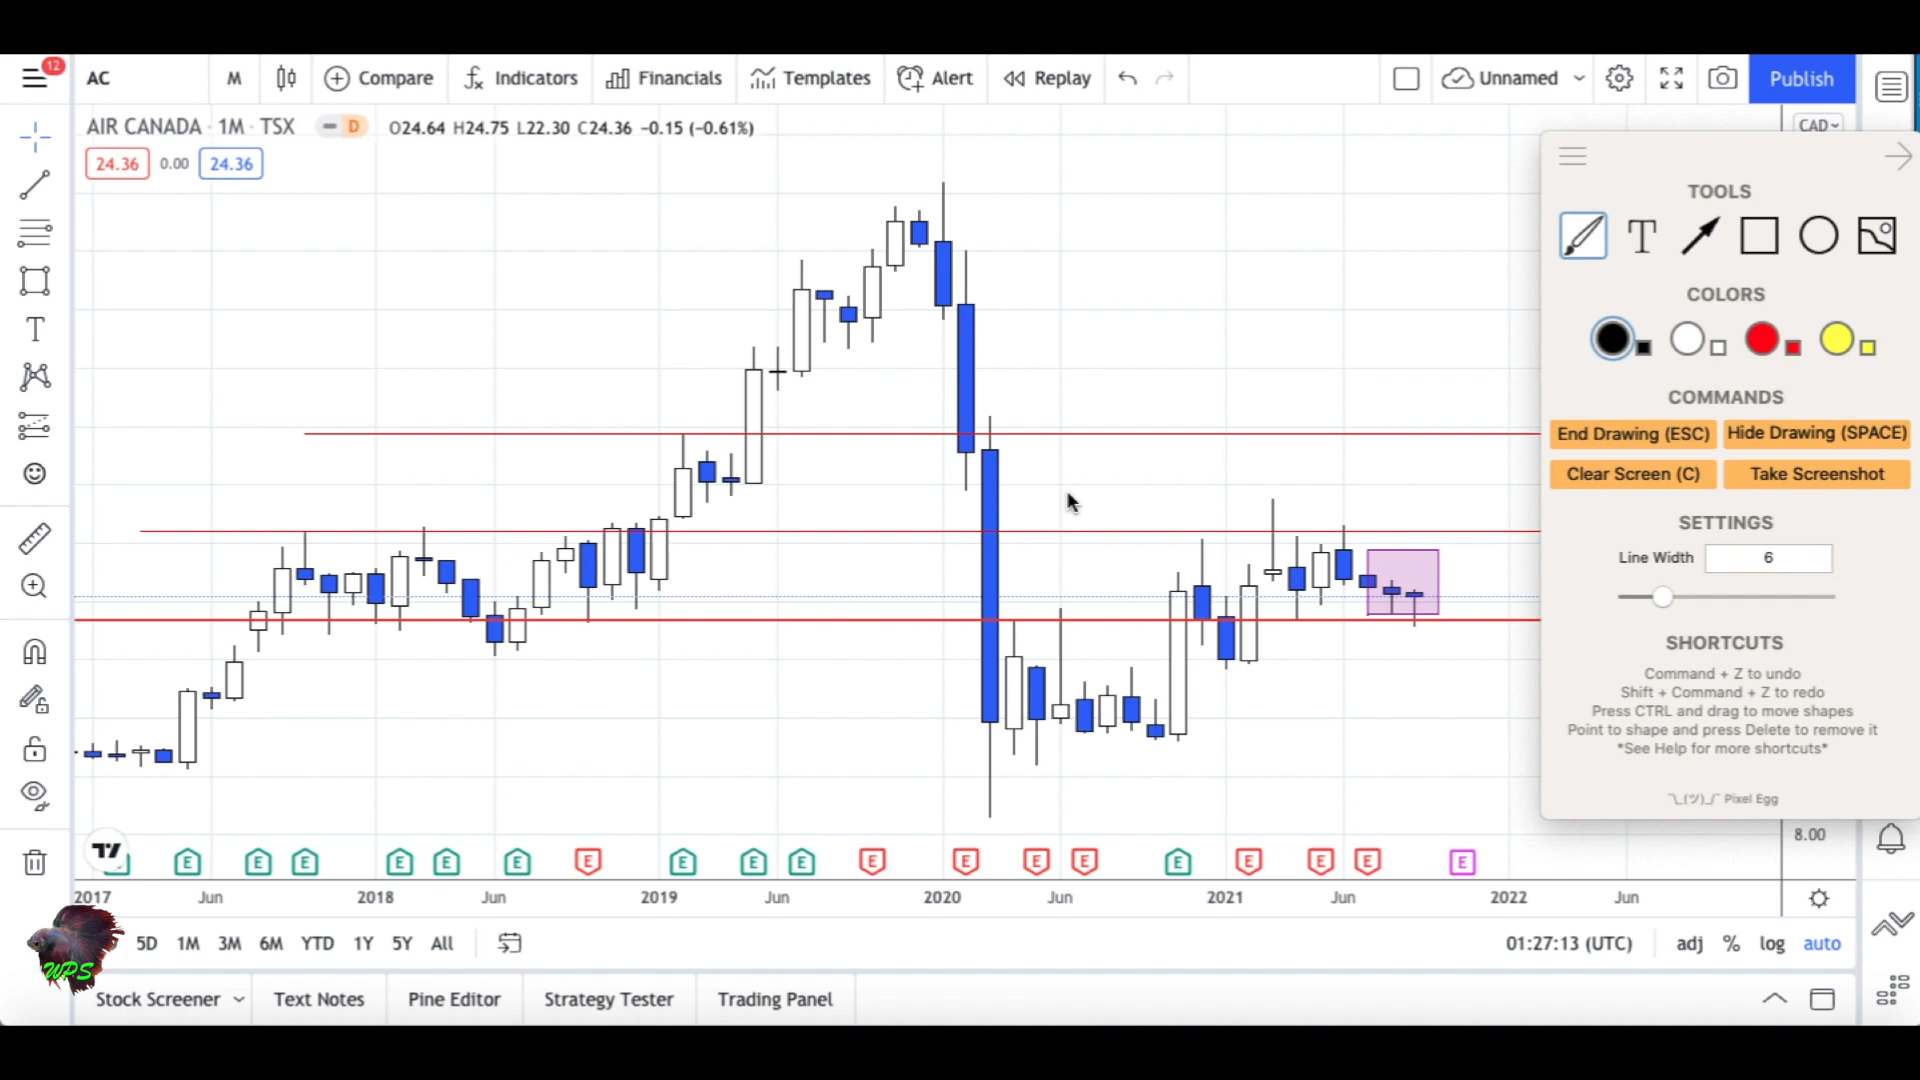 12
AC M Compare Indicators Financials Templates Alert Replay Unnamed Publish
AIR CANADA · 1M · TSX D O24.64 H24.75 L22.30 C24.36 −0.15 (−0.61%)
CAD
24.36 0.00 24.36
TOOLS
T
COLORS
COMMANDS
End Drawing (ESC) Hide Drawing (SPACE)
Clear Screen (C) Take Screenshot
SETTINGS
Line Width 6
SHORTCUTS
Command + Z to undo
Shift + Command + Z to redo
Press CTRL and drag to move shapes
Point to shape and press Delete to remove it
*See Help for more shortcuts*
¯\_(ツ)_/¯ Pixel Egg
8.00
E E E E E E E E E E E E E E E E E E E
2017 Jun 2018 Jun 2019 Jun 2020 Jun 2021 Jun 2022 Jun
5D 1M 3M 6M YTD 1Y 5Y All 01:27:13 (UTC) adj % log auto
WPS
Stock Screener Text Notes Pine Editor Strategy Tester Trading Panel